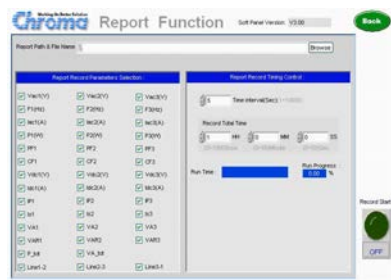 Chroma Report Function Soft Panel Version V3.00 Back
Report Path & File Name
Browse
Report Record Parameters Selection :
Vac1(V) Vac2(V) Vac3(V)
F1(Hz) F2(Hz) F3(Hz)
Iac1(A) Iac2(A) Iac3(A)
P1(W) P2(W) P3(W)
PF1 PF2 PF3
CF1 CF2 CF3
Vdc1(V) Vdc2(V) Vdc3(V)
Idc1(A) Idc2(A) Idc3(A)
IP1 IP2 IP3
Is1 Is2 Is3
VA1 VA2 VA3
VAR1 VAR2 VAR3
P_tot VA_tot
Line1-2 Line2-3 Line3-1
Report Record Timing Control :
Time interval(Sec)
Record Total Time
1 HH 0 MM 0 SS
Run Time :
Run Progress :
0.00 %
Record Start
OFF